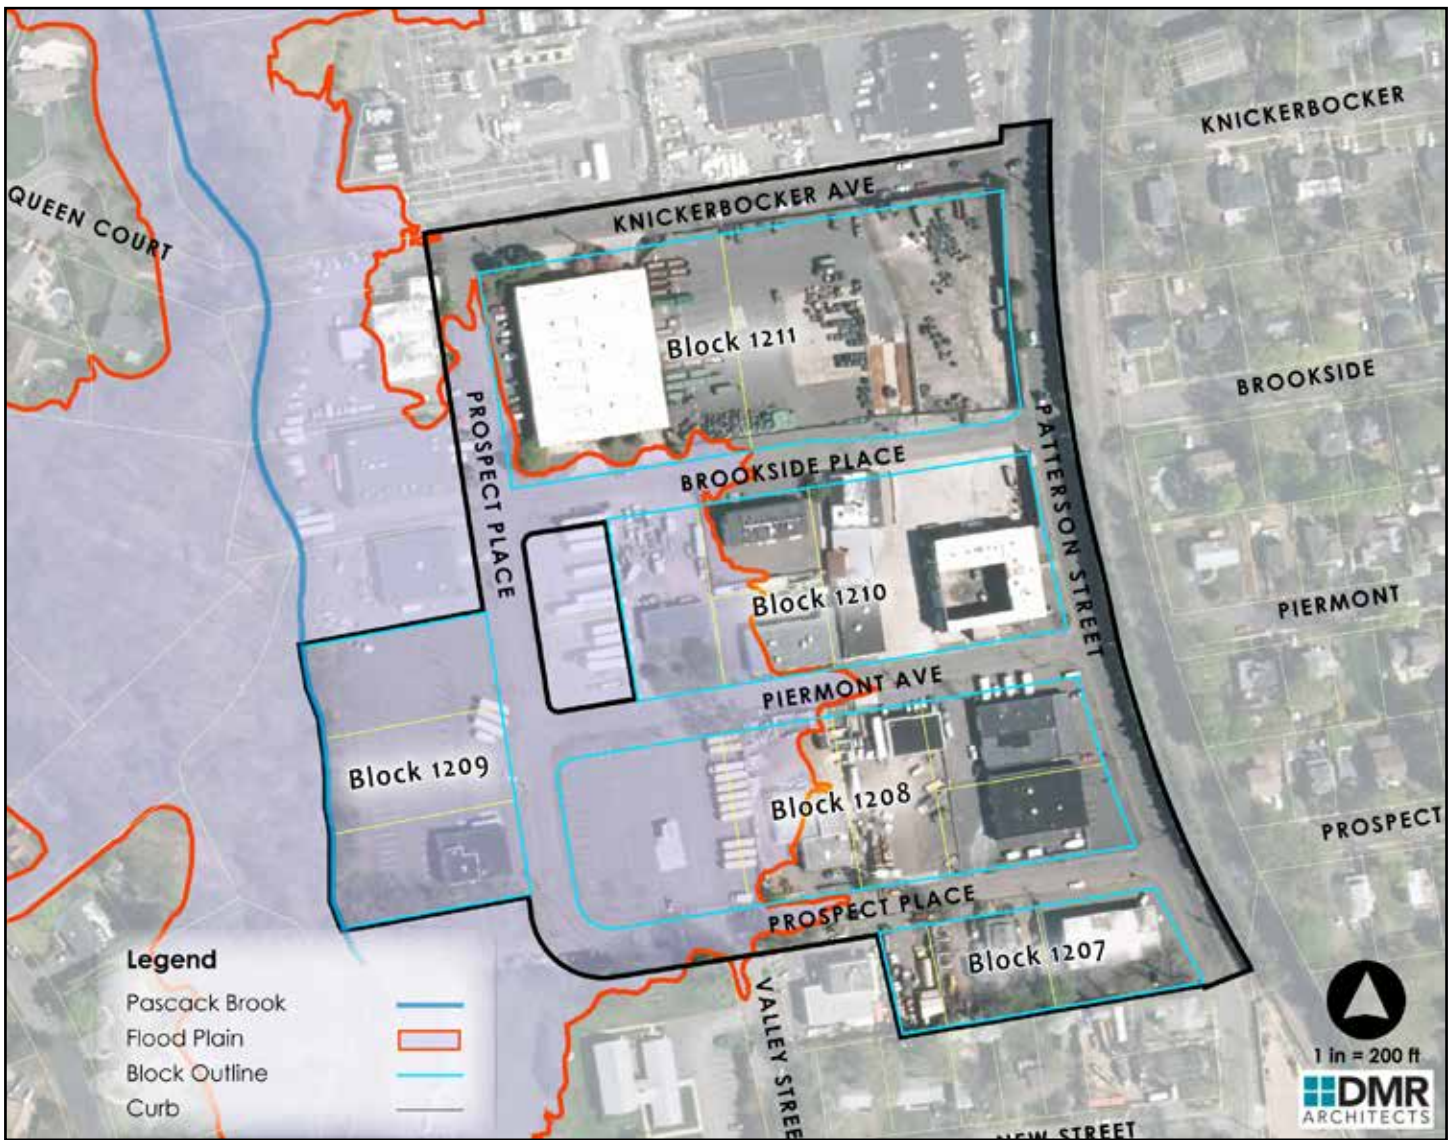 KNICKERBOCKER
QUEEN COURT
KNICKERBOCKER AVE
Block 1211
BROOKSIDE
PROSPECT PLACE
BROOKSIDE PLACE
PATTERSON STREET
Block 1210
PIERMONT
PIERMONT AVE
Block 1209
Block 1208
PROSPECT
PROSPECT PLACE
Block 1207
VALLEY STREE
NEW STREET
Legend
Pascack Brook
Flood Plain
Block Outline
Curb
1 in = 200 ft
DMR
ARCHITECTS